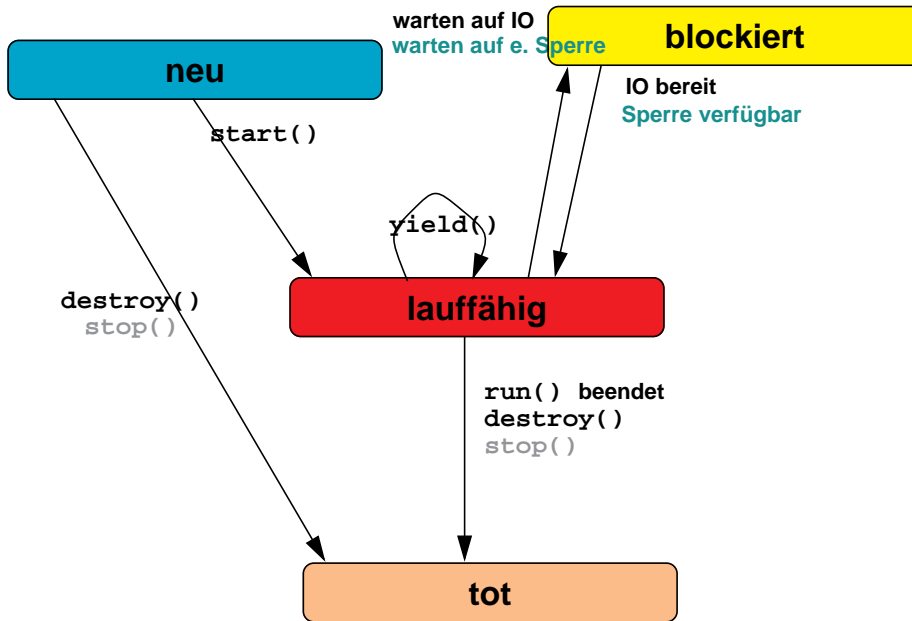 warten auf IO
warten auf e. Sperre
blockiert
neu
IO bereit
Sperre verfügbar
start()
yield()
destroy()
stop()
lauffähig
run() beendet
destroy()
stop()
tot